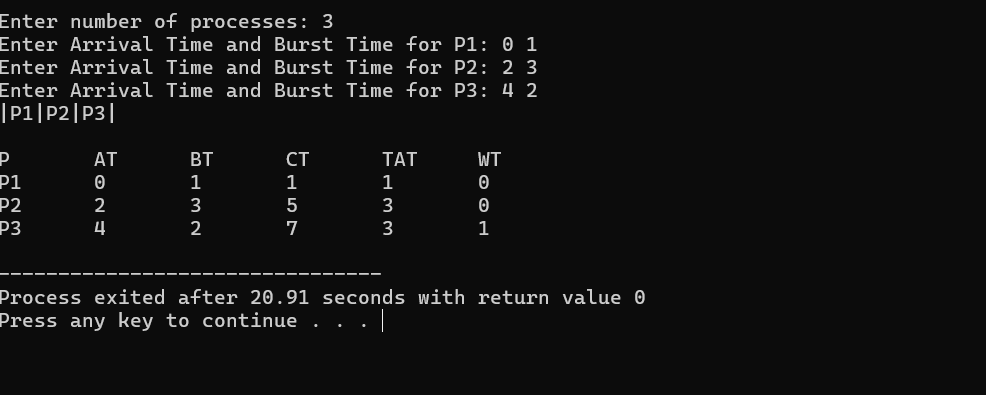 Enter number of processes: 3
Enter Arrival Time and Burst Time for P1: 0 1
Enter Arrival Time and Burst Time for P2: 2 3
Enter Arrival Time and Burst Time for P3: 4 2
|P1|P2|P3|
P AT BT CT TAT WT
P1 0 1 1 1 0
P2 2 3 5 3 0
P3 4 2 7 3 1
--------------------------------
Process exited after 20.91 seconds with return value 0
Press any key to continue . . .